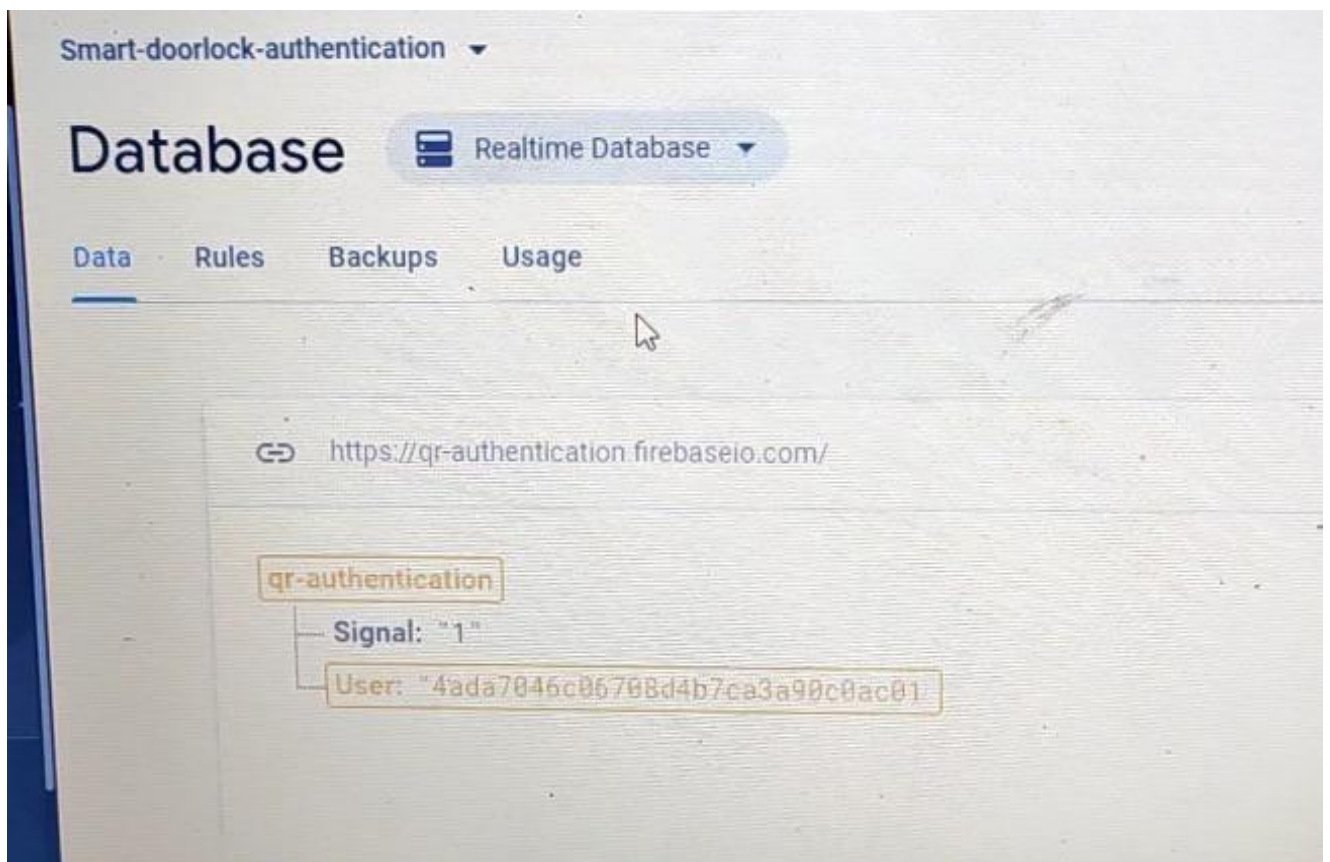 Smart-doorlock-authentication
Database Realtime Database
Data Rules Backups Usage
https://qr-authentication.firebaseio.com/
qr-authentication
Signal: "1"
User: "4ada7046c06708d4b7ca3a90c0ac01